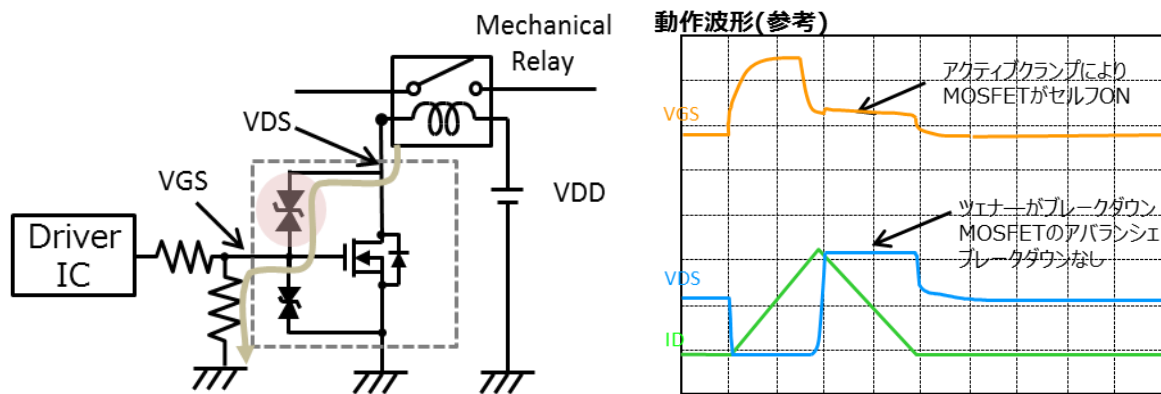 Mechanical
Relay
VDS
VGS
VDD
Driver
IC
動作波形(参考)
アクティブクランプにより
MOSFETがセルフON
VGS
ツェナーがブレークダウン
MOSFETのアバランシェ
ブレークダウンなし
VDS
ID